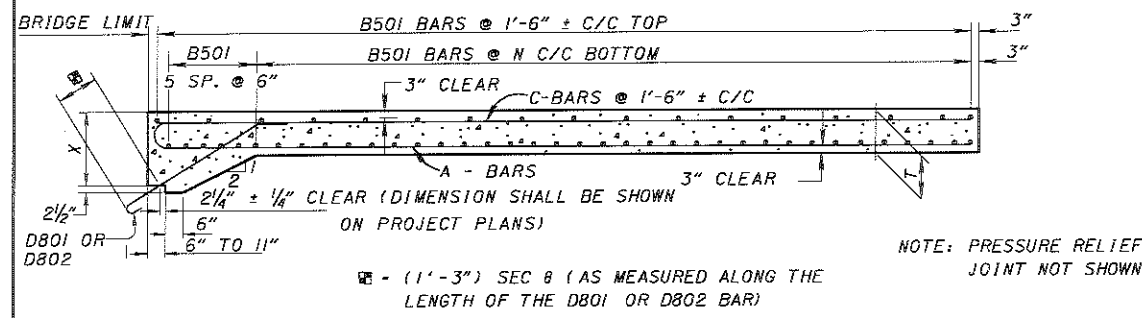 BRIDGE LIMIT
B501 BARS @ 1'-6" ± C/C TOP
3"
B501
B501 BARS @ N C/C BOTTOM
3"
5 SP. @ 6"
3" CLEAR
C-BARS @ 1'-6" ± C/C
X
A - BARS
2
3" CLEAR
T
2 1/4" ± 1/4" CLEAR (DIMENSION SHALL BE SHOWN
ON PROJECT PLANS)
2 1/2"
6"
D801 OR
D802
6" TO 11"
NOTE: PRESSURE RELIEF
JOINT NOT SHOWN
- (1'-3") SEC θ (AS MEASURED ALONG THE
LENGTH OF THE D801 OR D802 BAR)